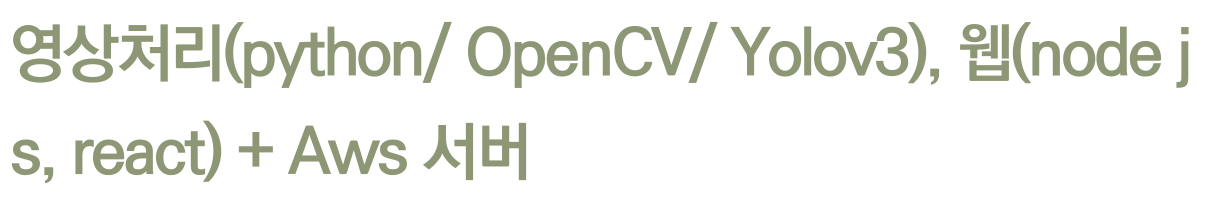 영상처리(python/ OpenCV/ Yolov3), 웹(node j
s, react) + Aws 서버